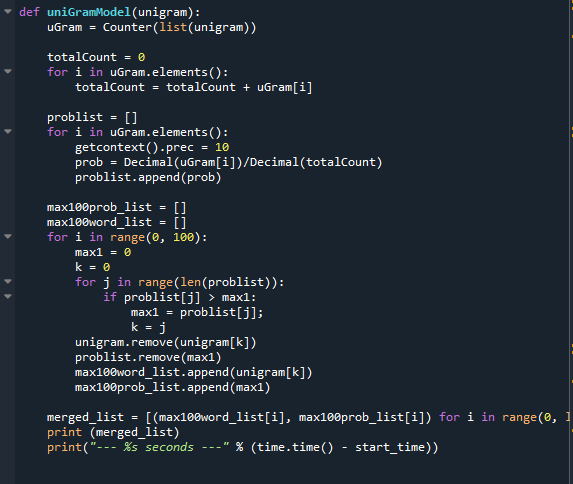 def uniGramModel(unigram):
    uGram = Counter(list(unigram))

    totalCount = 0
    for i in uGram.elements():
        totalCount = totalCount + uGram[i]

    problist = []
    for i in uGram.elements():
        getcontext().prec = 10
        prob = Decimal(uGram[i])/Decimal(totalCount)
        problist.append(prob)

    max100prob_list = []
    max100word_list = []
    for i in range(0, 100):
        max1 = 0
        k = 0
        for j in range(len(problist)):
            if problist[j] > max1:
                max1 = problist[j];
                k = j
        unigram.remove(unigram[k])
        problist.remove(max1)
        max100word_list.append(unigram[k])
        max100prob_list.append(max1)

    merged_list = [(max100word_list[i], max100prob_list[i]) for i in range(0,
    print (merged_list)
    print("--- %s seconds ---" % (time.time() - start_time))